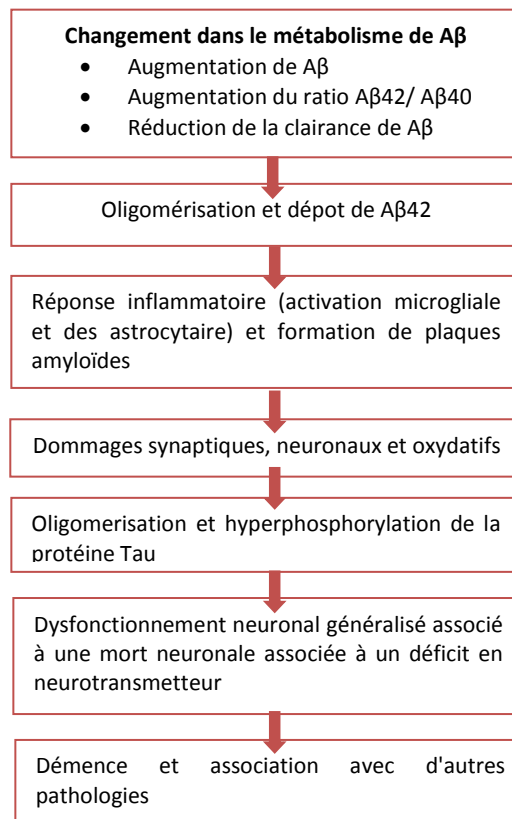 Changement dans le métabolisme de Aβ
• Augmentation de Aβ
• Augmentation du ratio Aβ42/ Aβ40
• Réduction de la clairance de Aβ
Oligomérisation et dépot de Aβ42
Réponse inflammatoire (activation microgliale
et des astrocytaire) et formation de plaques
amyloïdes
Dommages synaptiques, neuronaux et oxydatifs
Oligomerisation et hyperphosphorylation de la
protéine Tau
Dysfonctionnement neuronal généralisé associé
à une mort neuronale associée à un déficit en
neurotransmetteur
Démence et association avec d'autres
pathologies